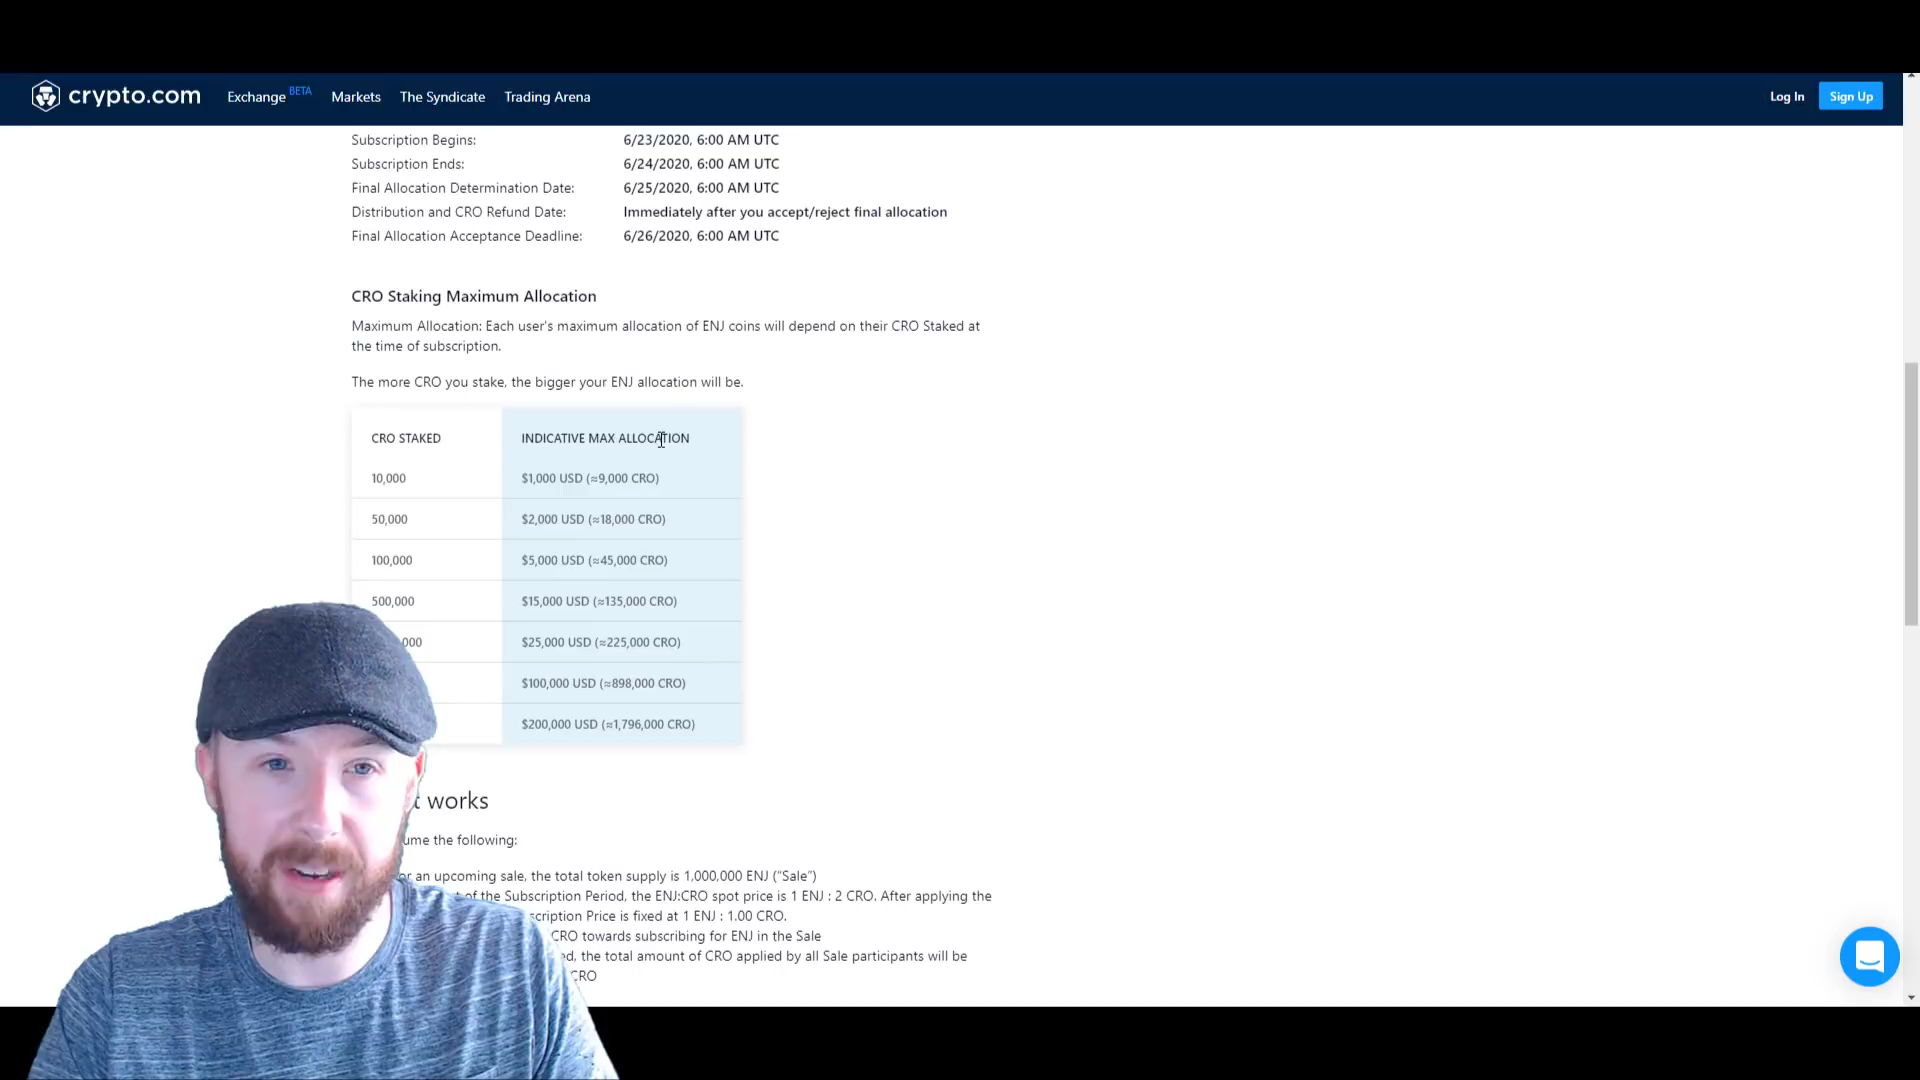 crypto.com
Exchange BETA
Markets
The Syndicate
Trading Arena
Log In
Sign Up
Subscription Begins: 6/23/2020, 6:00 AM UTC
Subscription Ends: 6/24/2020, 6:00 AM UTC
Final Allocation Determination Date: 6/25/2020, 6:00 AM UTC
Distribution and CRO Refund Date: Immediately after you accept/reject final allocation
Final Allocation Acceptance Deadline: 6/26/2020, 6:00 AM UTC
CRO Staking Maximum Allocation
Maximum Allocation: Each user's maximum allocation of ENJ coins will depend on their CRO Staked at
the time of subscription.
The more CRO you stake, the bigger your ENJ allocation will be.
CRO STAKED INDICATIVE MAX ALLOCATION
10,000 $1,000 USD (≈9,000 CRO)
50,000 $2,000 USD (≈18,000 CRO)
100,000 $5,000 USD (≈45,000 CRO)
500,000 $15,000 USD (≈135,000 CRO)
000 $25,000 USD (≈225,000 CRO)
$100,000 USD (≈898,000 CRO)
$200,000 USD (≈1,796,000 CRO)
works
the following:
an upcoming sale, the total token supply is 1,000,000 ENJ (“Sale”)
of the Subscription Period, the ENJ:CRO spot price is 1 ENJ : 2 CRO. After applying the
Price is fixed at 1 ENJ : 1.00 CRO.
CRO towards subscribing for ENJ in the Sale
the total amount of CRO applied by all Sale participants will be
CRO